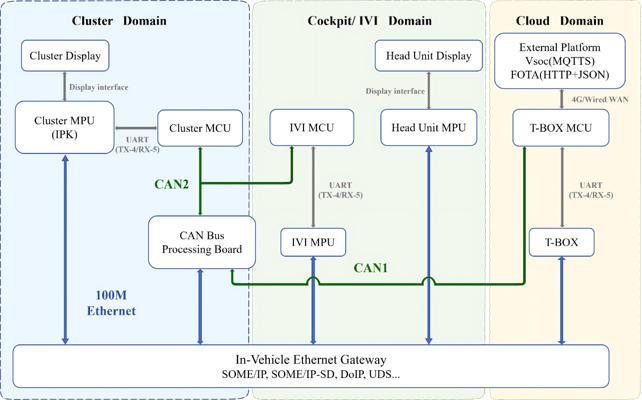 Cluster Domain
Cockpit/ IVI Domain
Cloud Domain
Cluster Display
Head Unit Display
External Platform
Vsoc(MQTTS)
FOTA(HTTP+JSON)
Display interface
Display interface
4G/Wired WAN
Cluster MPU
(IPK)
UART
(TX-4/RX-5)
Cluster MCU
IVI MCU
Head Unit MPU
T-BOX MCU
CAN2
UART
(TX-4/RX-5)
UART
(TX-4/RX-5)
CAN Bus
Processing Board
IVI MPU
T-BOX
CAN1
100M
Ethernet
In-Vehicle Ethernet Gateway
SOME/IP, SOME/IP-SD, DoIP, UDS...